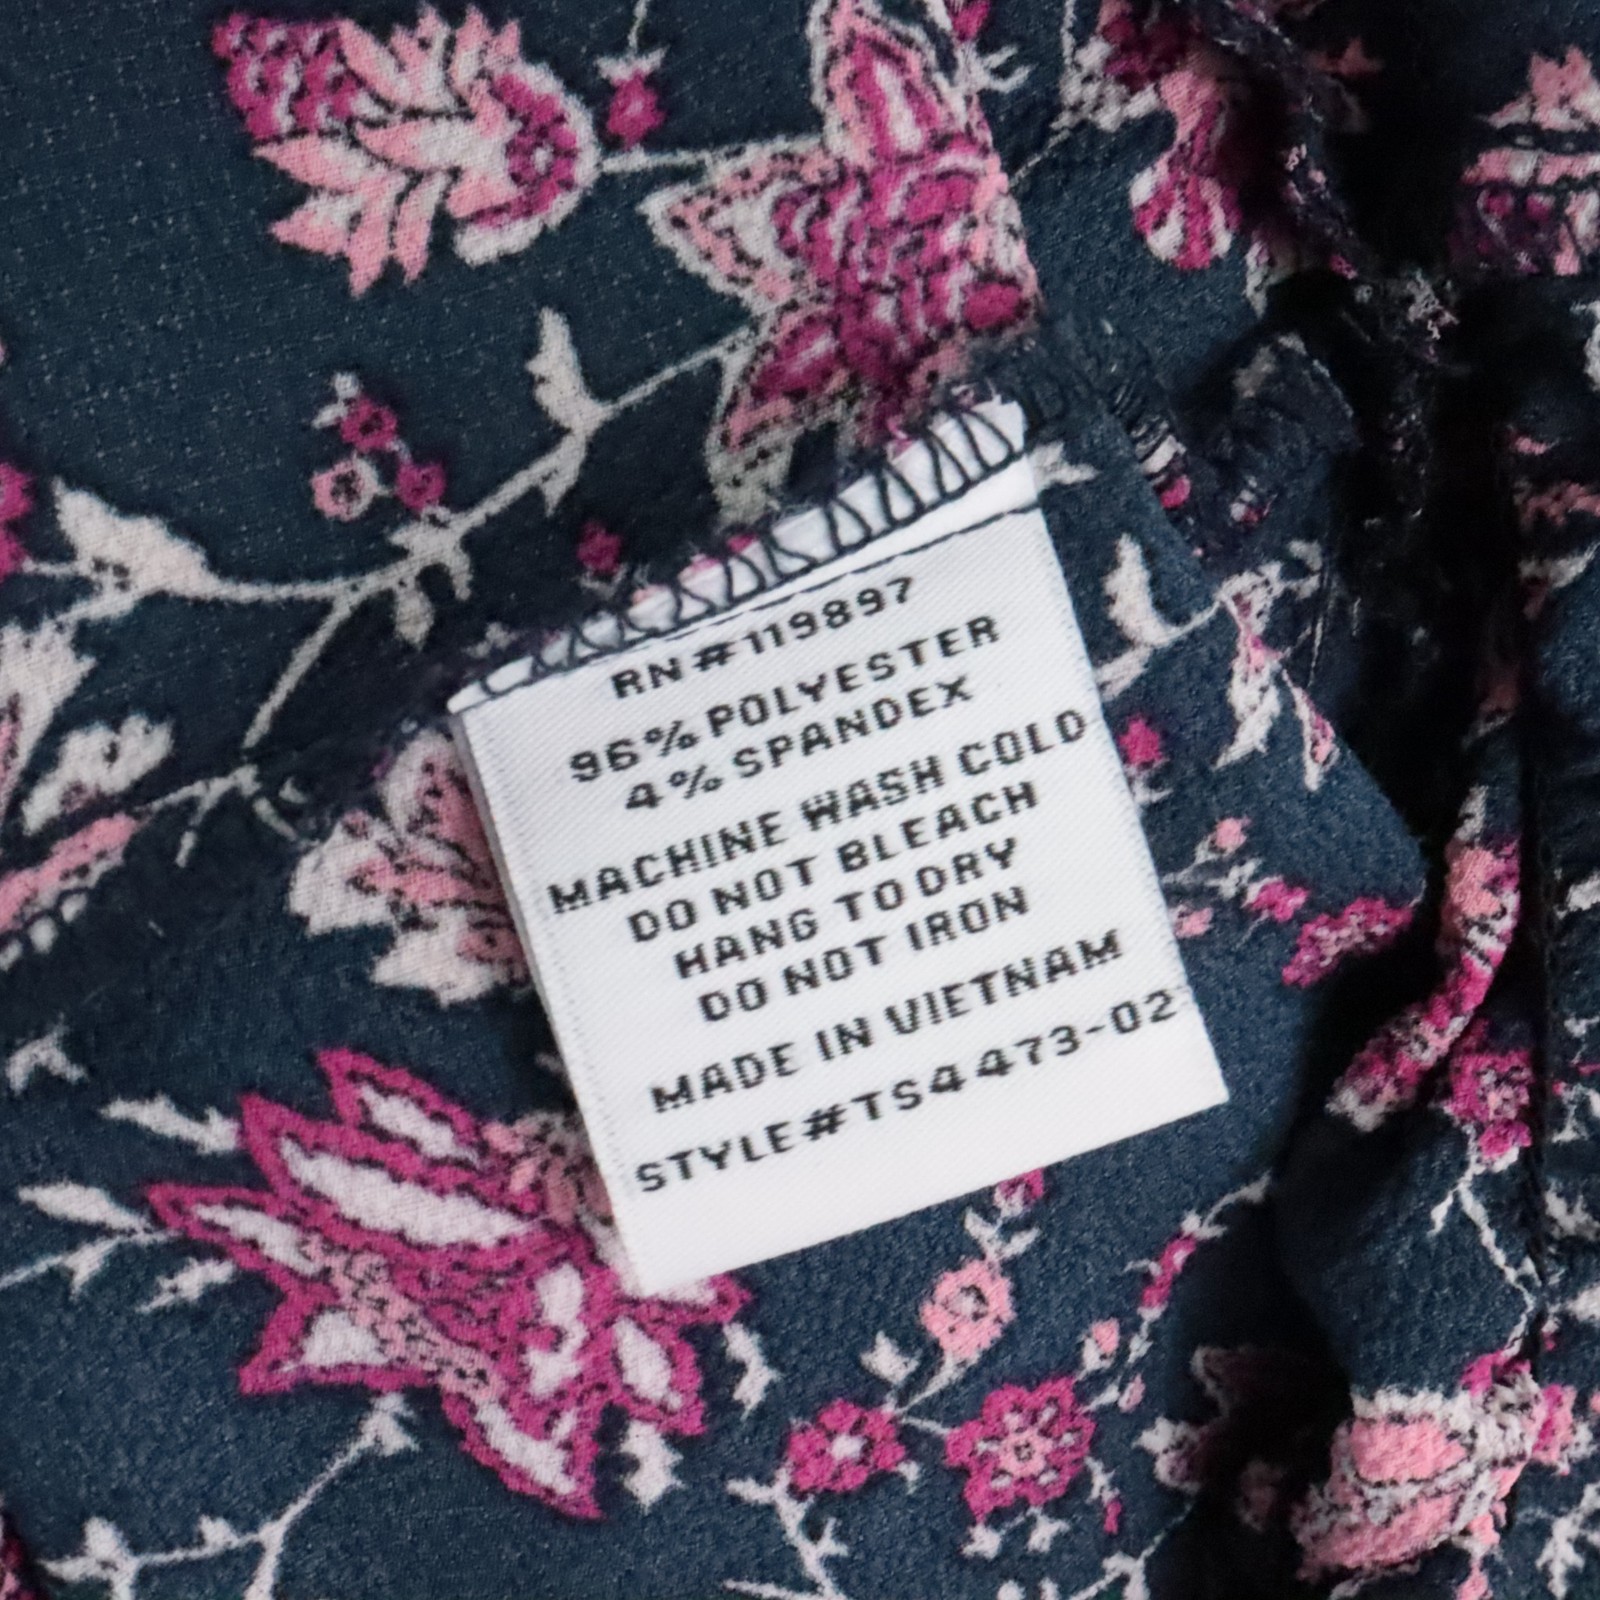 RN#119897
96% POLYESTER
4% SPANDEX
MACHINE WASH COLD
DO NOT BLEACH
HANG TO DRY
DO NOT IRON
MADE IN VIETNAM
STYLE#TS4473-02